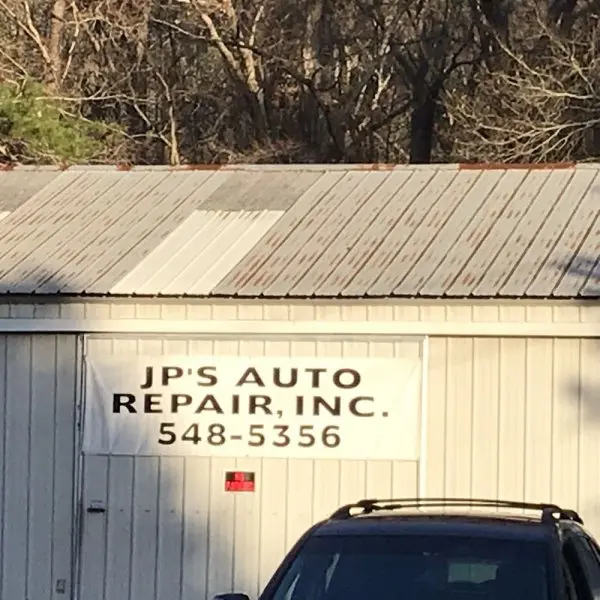 JP'S AUTO
REPAIR, INC.
548-5356